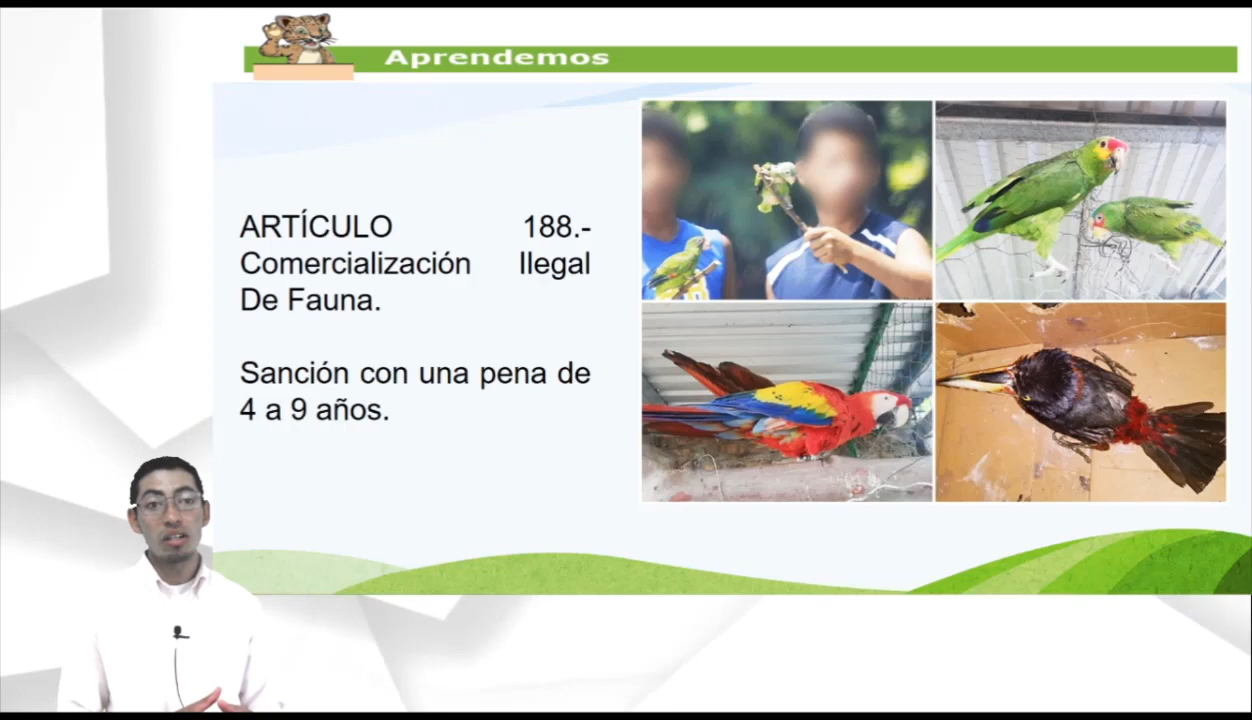 Aprendemos
ARTÍCULO 188.-
Comercialización Ilegal
De Fauna.
Sanción con una pena de
4 a 9 años.